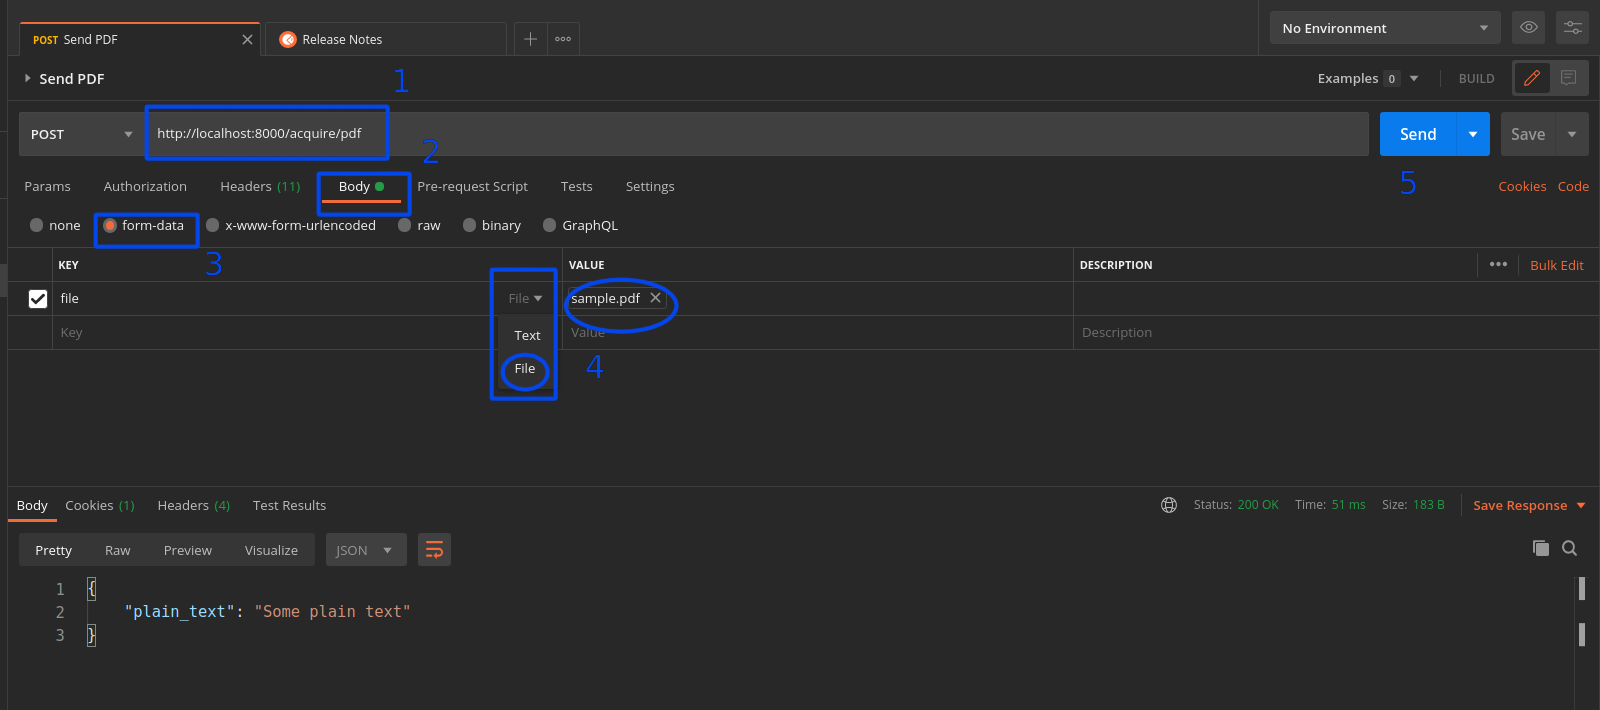 POST Send PDF
Release Notes
No Environment
Send PDF
1
Examples 0
BUILD
POST
http://localhost:8000/acquire/pdf
2
Send
Save
Params Authorization Headers (11) Body Pre-request Script Tests Settings
5
Cookies Code
none form-data x-www-form-urlencoded raw binary GraphQL
3
KEY VALUE DESCRIPTION ••• Bulk Edit
file File sample.pdf
Key Text Value Description
File
4
Body Cookies (1) Headers (4) Test Results
Status: 200 OK Time: 51 ms Size: 183 B Save Response
Pretty Raw Preview Visualize JSON
1 {
2 "plain_text": "Some plain text"
3 }